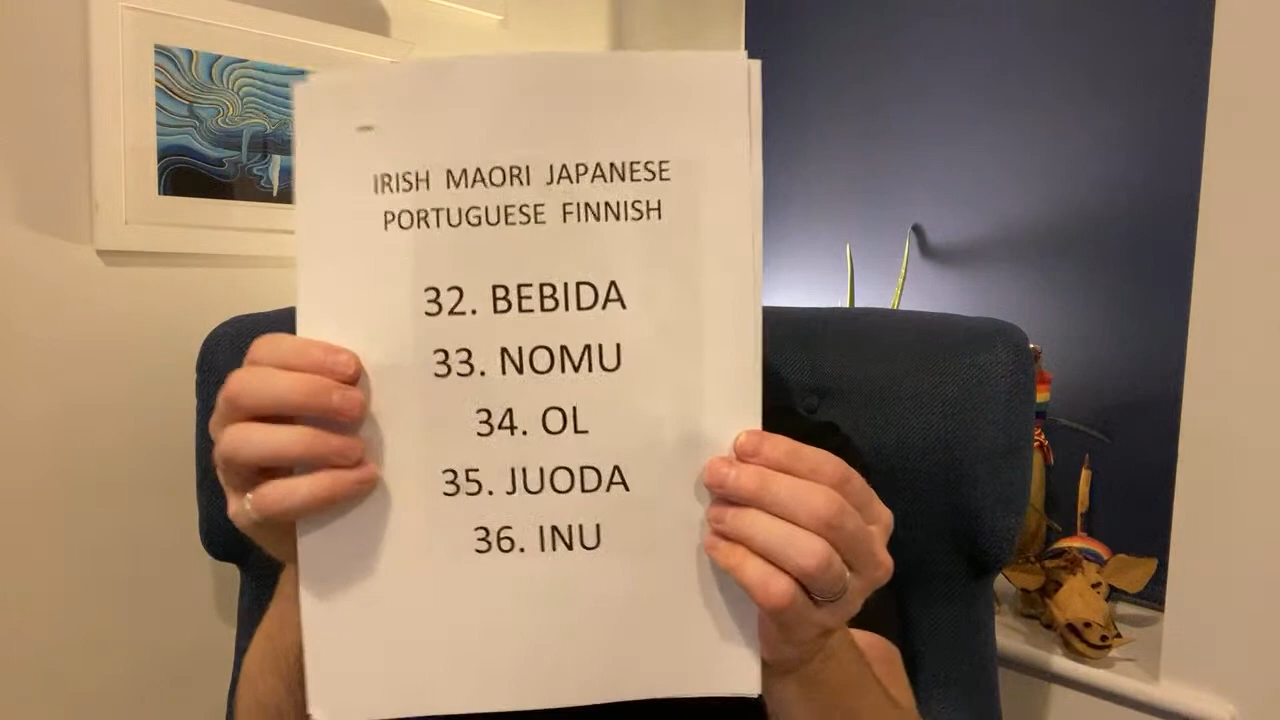 IRISH MAORI JAPANESE
PORTUGUESE FINNISH
32. BEBIDA
33. NOMU
34. OL
35. JUODA
36. INU